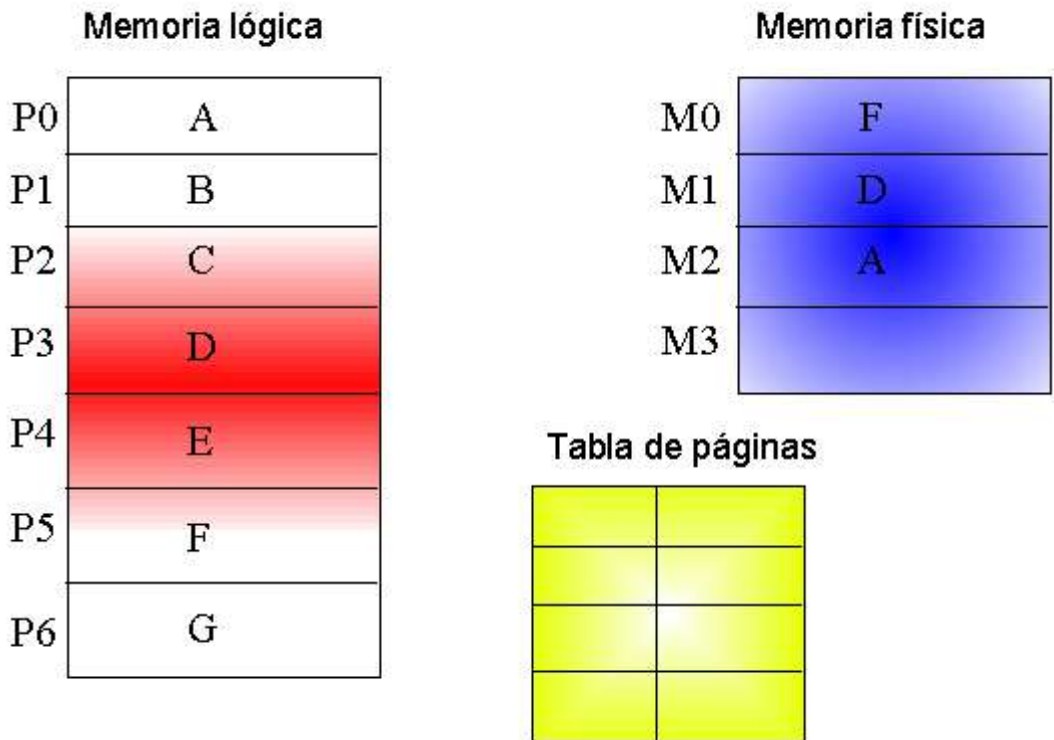 Memoria lógica
P0 A
P1 B
P2 C
P3 D
P4 E
P5 F
P6 G
Memoria física
M0 F
M1 D
M2 A
M3
Tabla de páginas